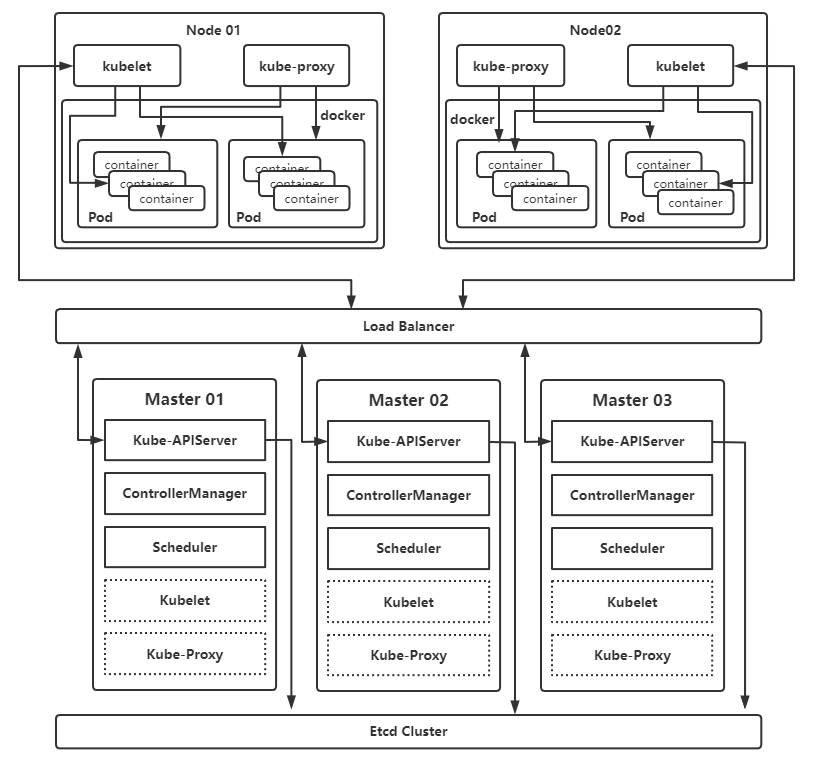 Node 01
Node02
kubelet
kube-proxy
kube-proxy
kubelet
docker
docker
container
container
container
Pod
container
container
container
Pod
container
container
container
Pod
container
container
container
Pod
Load Balancer
Master 01
Kube-APIServer
ControllerManager
Scheduler
Kubelet
Kube-Proxy
Master 02
Kube-APIServer
ControllerManager
Scheduler
Kubelet
Kube-Proxy
Master 03
Kube-APIServer
ControllerManager
Scheduler
Kubelet
Kube-Proxy
Etcd Cluster